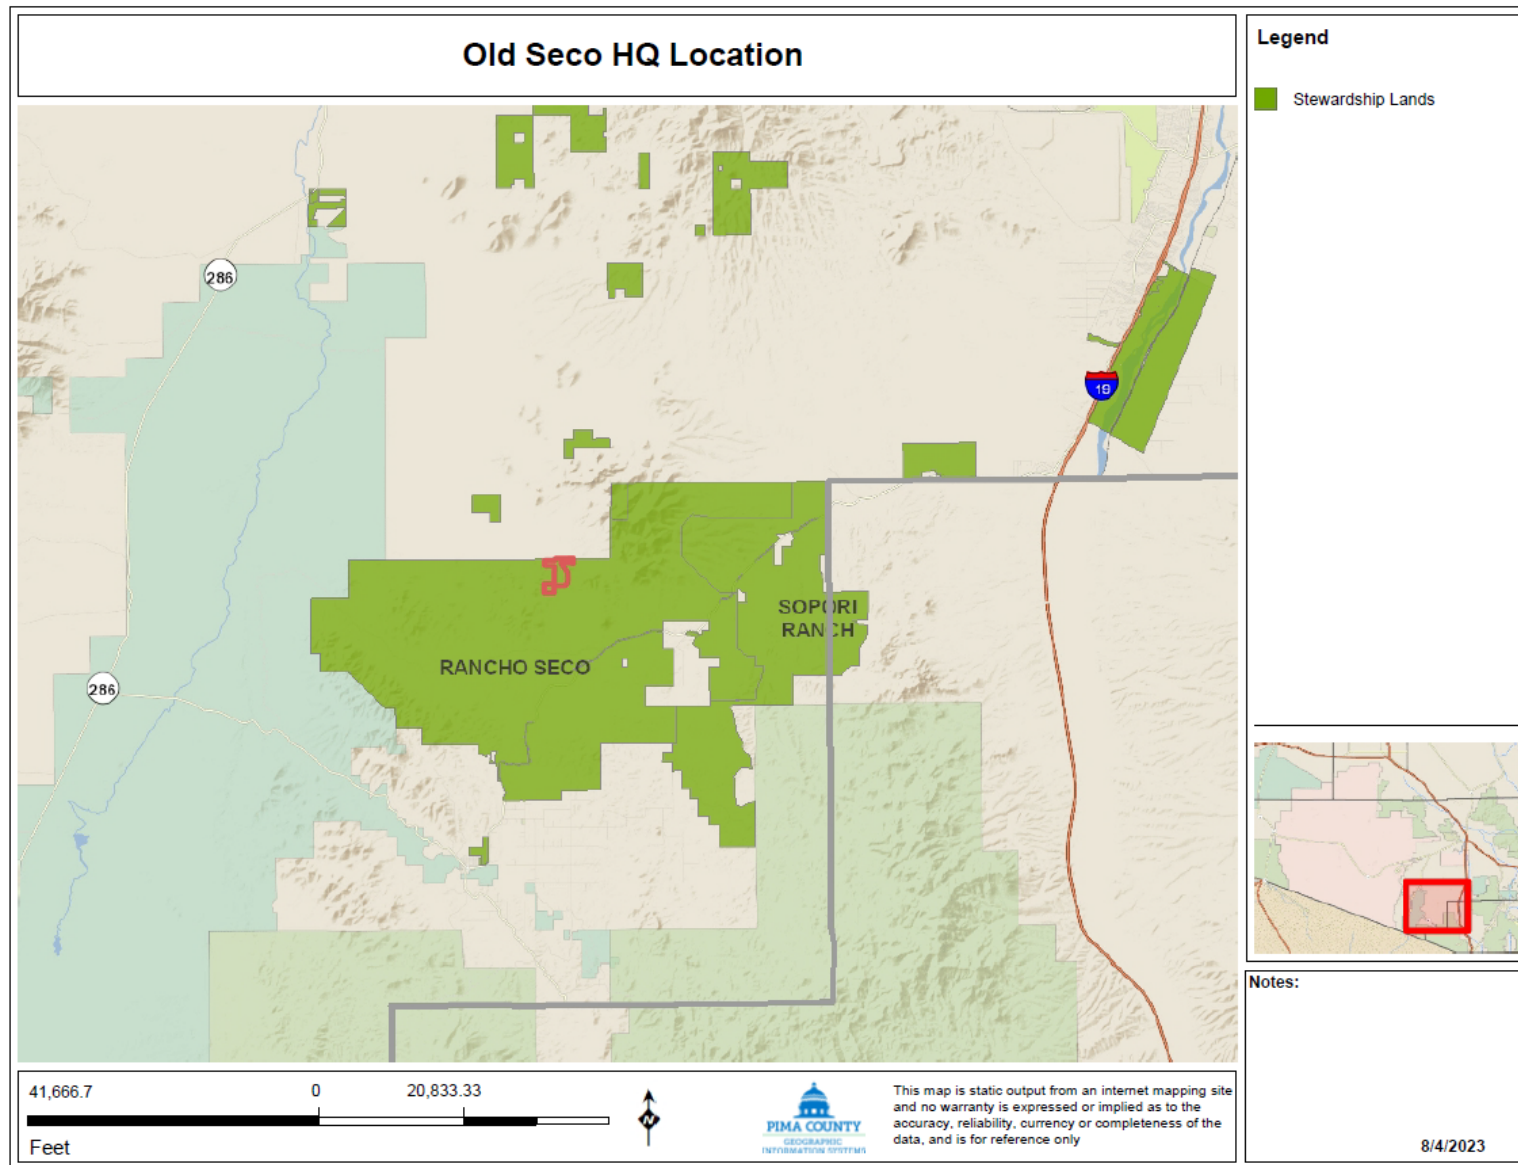 Old Seco HQ Location
Legend
Stewardship Lands
286
19
SOPORI
RANCH
RANCHO SECO
286
Notes:
41,666.7 0 20,833.33
Feet
N
PIMA COUNTY
GEOGRAPHIC
INFORMATION SYSTEMS
This map is static output from an internet mapping site
and no warranty is expressed or implied as to the
accuracy, reliability, currency or completeness of the
data, and is for reference only
8/4/2023